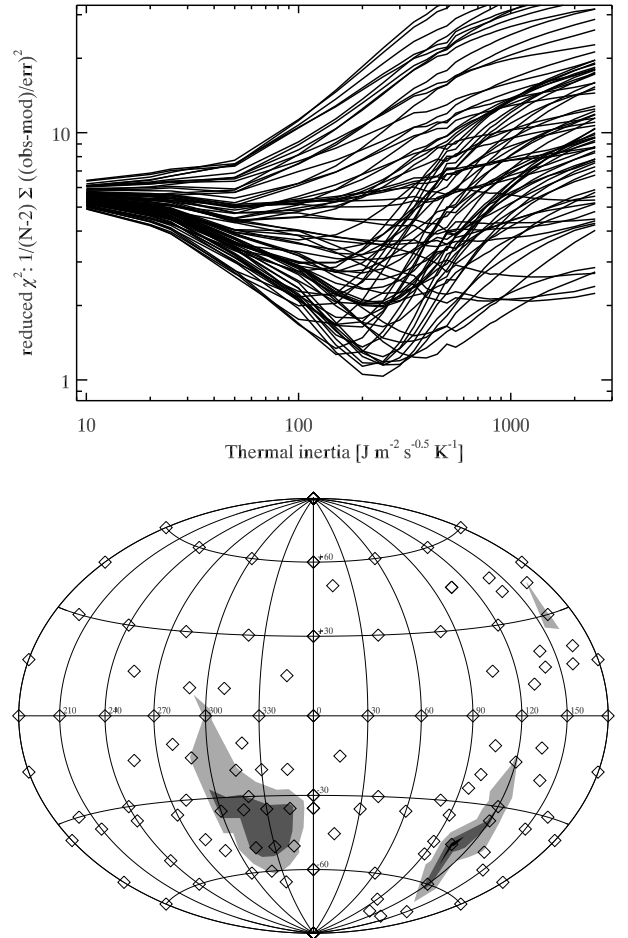 10
1
reduced χ²: 1/(N-2) Σ ((obs-mod)/err)²
10 100 1000
Thermal inertia [J m⁻² s⁻⁰·⁵ K⁻¹]
+60
+30
210 240 270 300 330 0 30 60 90 120 150
-30
-60